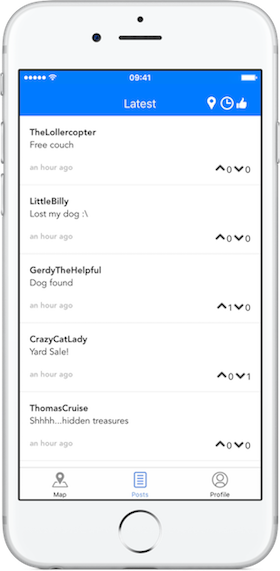 09:41
Latest
TheLollercopter
Free couch
an hour ago
0 0
LittleBilly
Lost my dog :\
an hour ago
0 0
GerdyTheHelpful
Dog found
an hour ago
1 0
CrazyCatLady
Yard Sale!
an hour ago
0 1
ThomasCruise
Shhhh...hidden treasures
an hour ago
0 0
Map Posts Profile